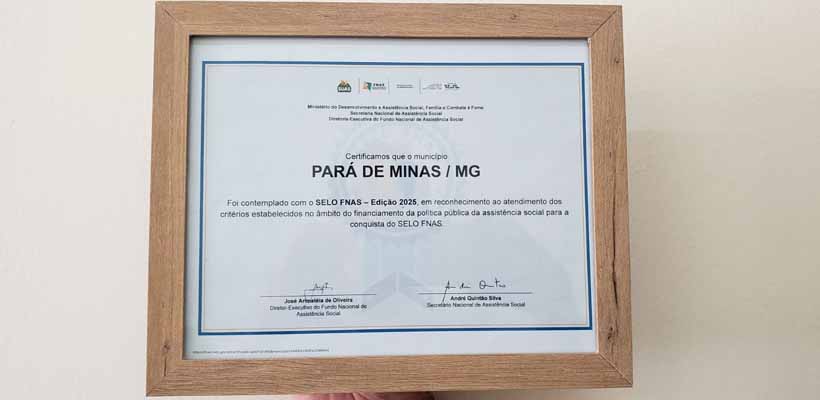 SUAS
FNAS
Ministério do Desenvolvimento e Assistência Social, Família e Combate à Fome
Secretaria Nacional de Assistência Social
Diretoria-Executiva do Fundo Nacional de Assistência Social
Certificamos que o município
PARÁ DE MINAS / MG
Foi contemplado com o SELO FNAS – Edição 2025, em reconhecimento ao atendimento dos
critérios estabelecidos no âmbito do financiamento da política pública da assistência social para a
conquista do SELO FNAS.
José Arimatéia de Oliveira
Diretor-Executivo do Fundo Nacional de
Assistência Social
André Quintão Silva
Secretário Nacional de Assistência Social